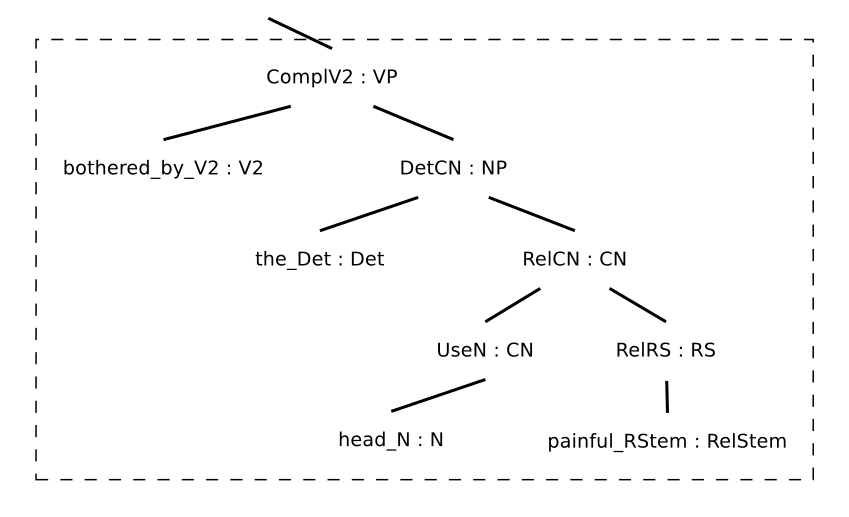 ComplV2 : VP
bothered_by_V2 : V2
DetCN : NP
the_Det : Det
RelCN : CN
UseN : CN
RelRS : RS
head_N : N
painful_RStem : RelStem